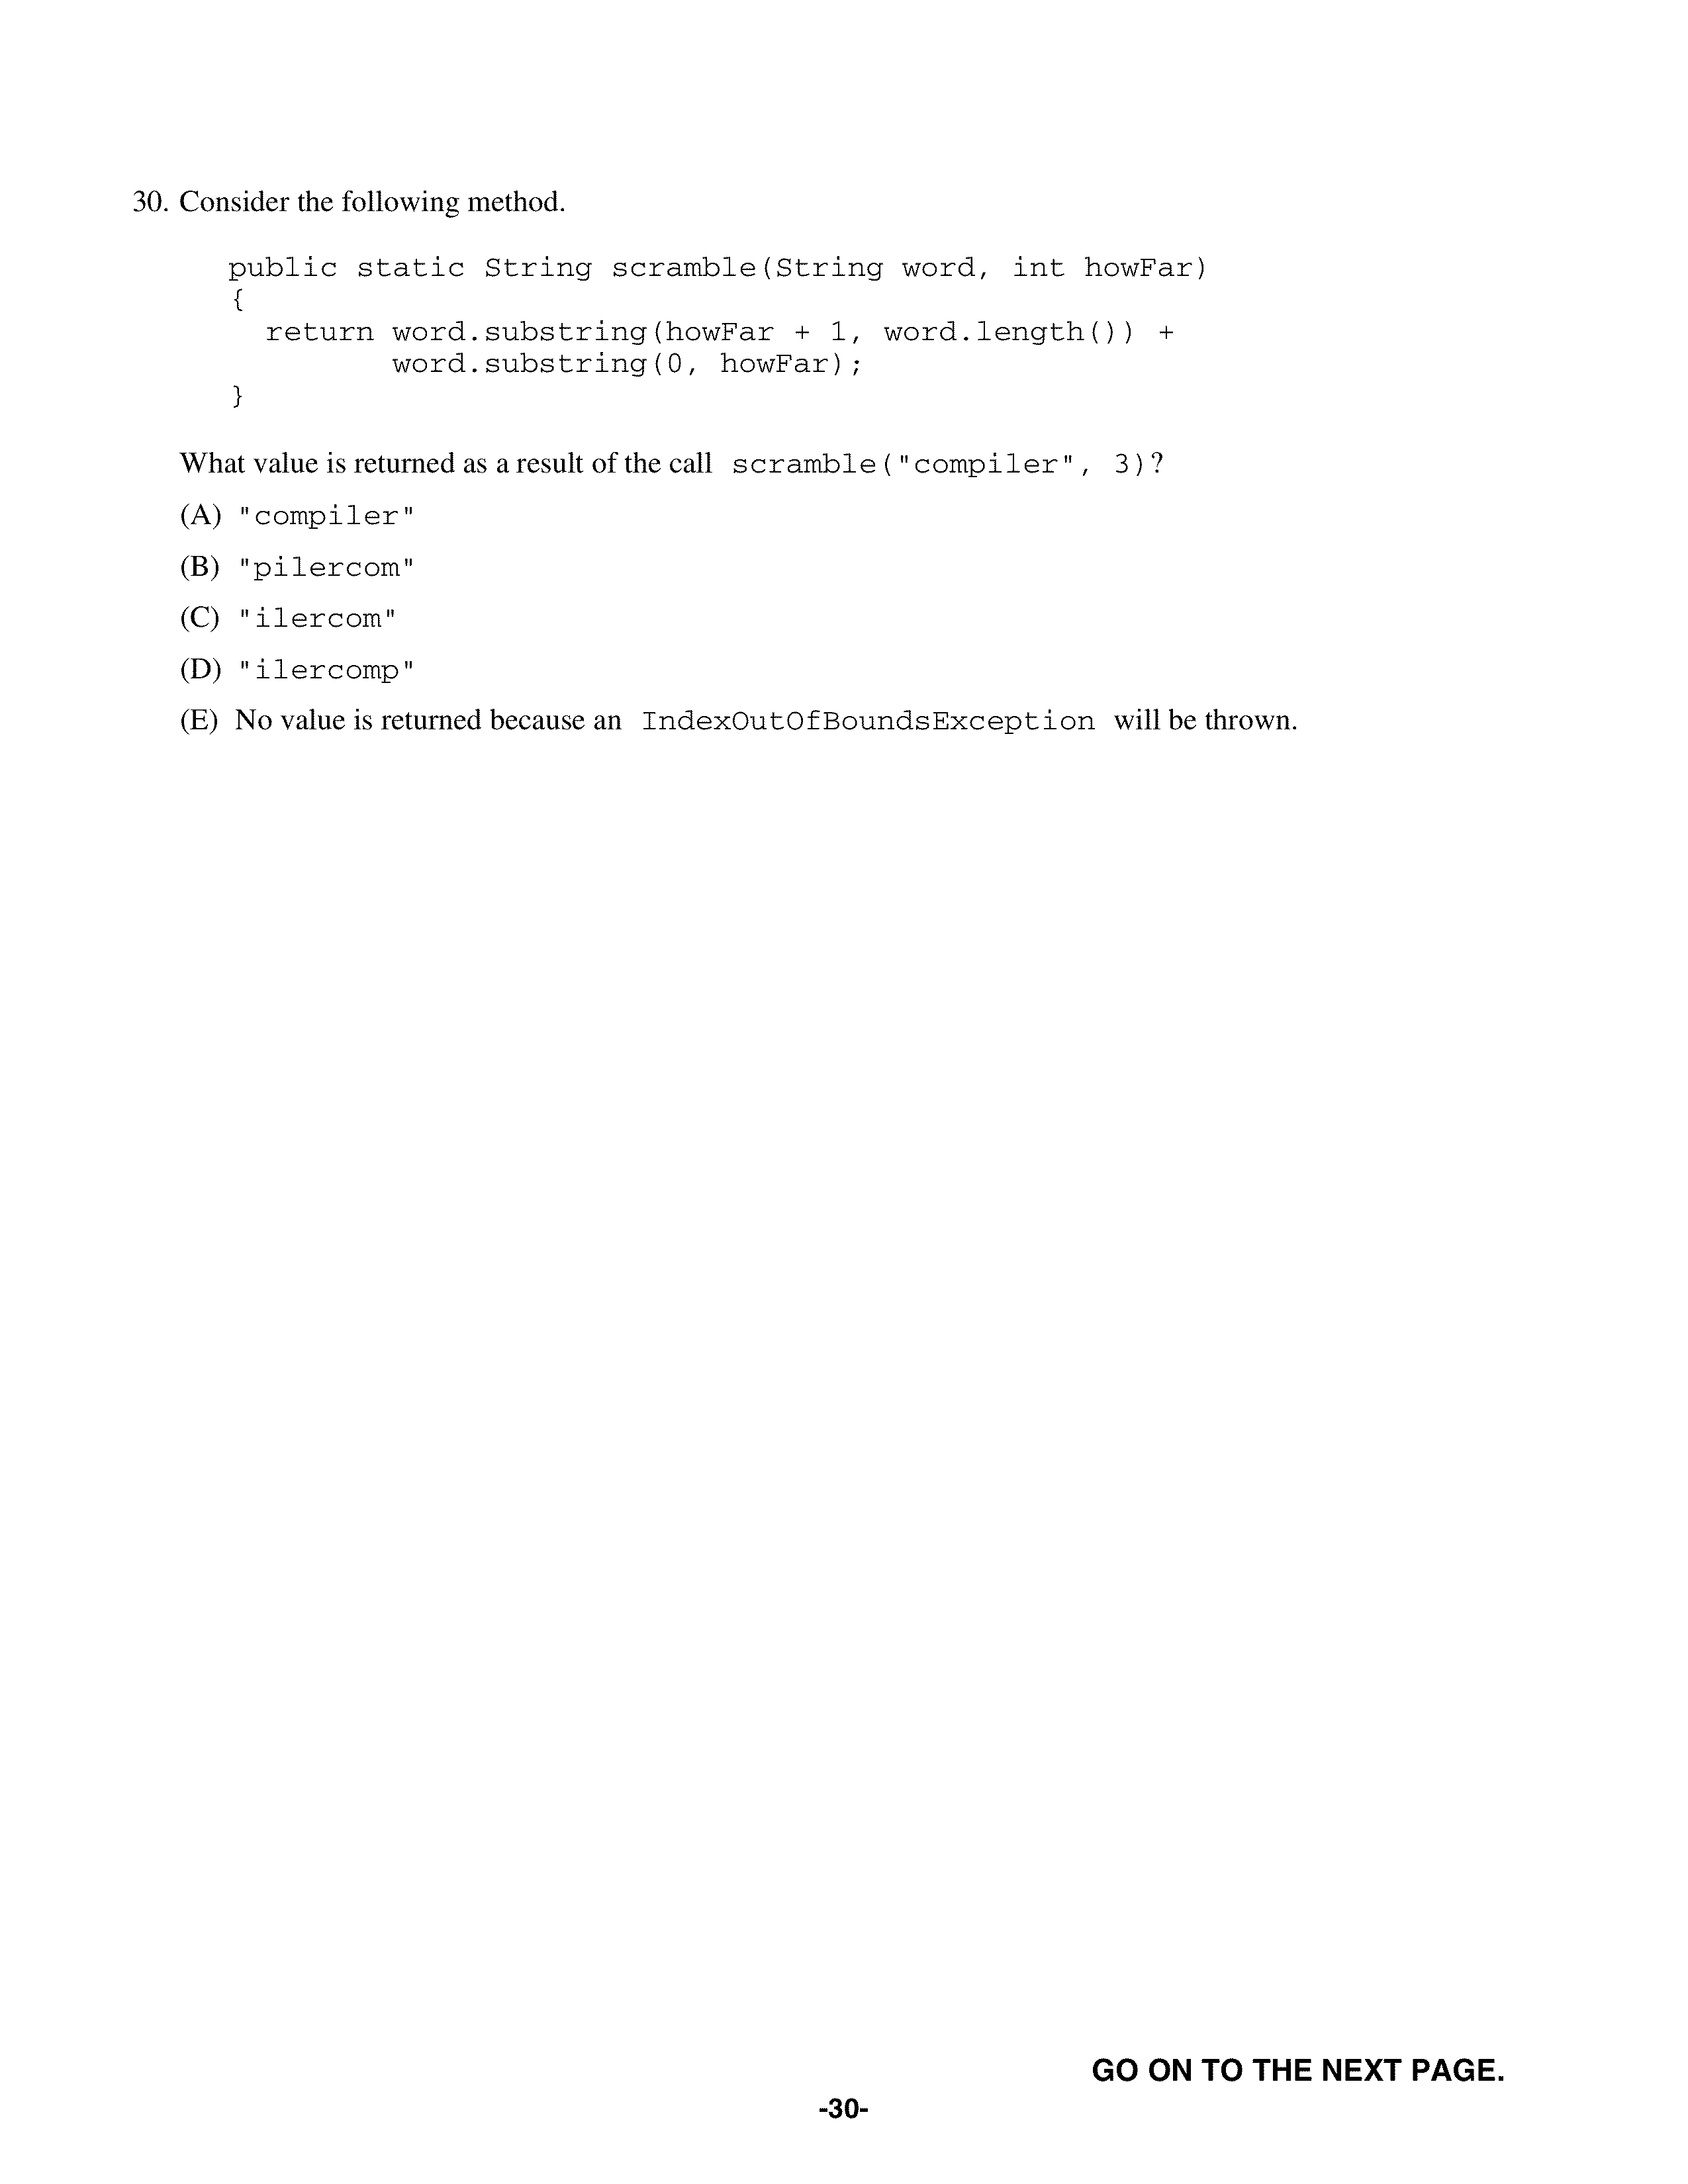 30. Consider the following method.
public static String scramble(String word, int howFar)
{
  return word.substring(howFar + 1, word.length()) +
         word.substring(0, howFar);
}
What value is returned as a result of the call scramble("compiler", 3)?
(A) "compiler"
(B) "pilercom"
(C) "ilercom"
(D) "ilercomp"
(E) No value is returned because an IndexOutOfBoundsException will be thrown.
GO ON TO THE NEXT PAGE.
-30-